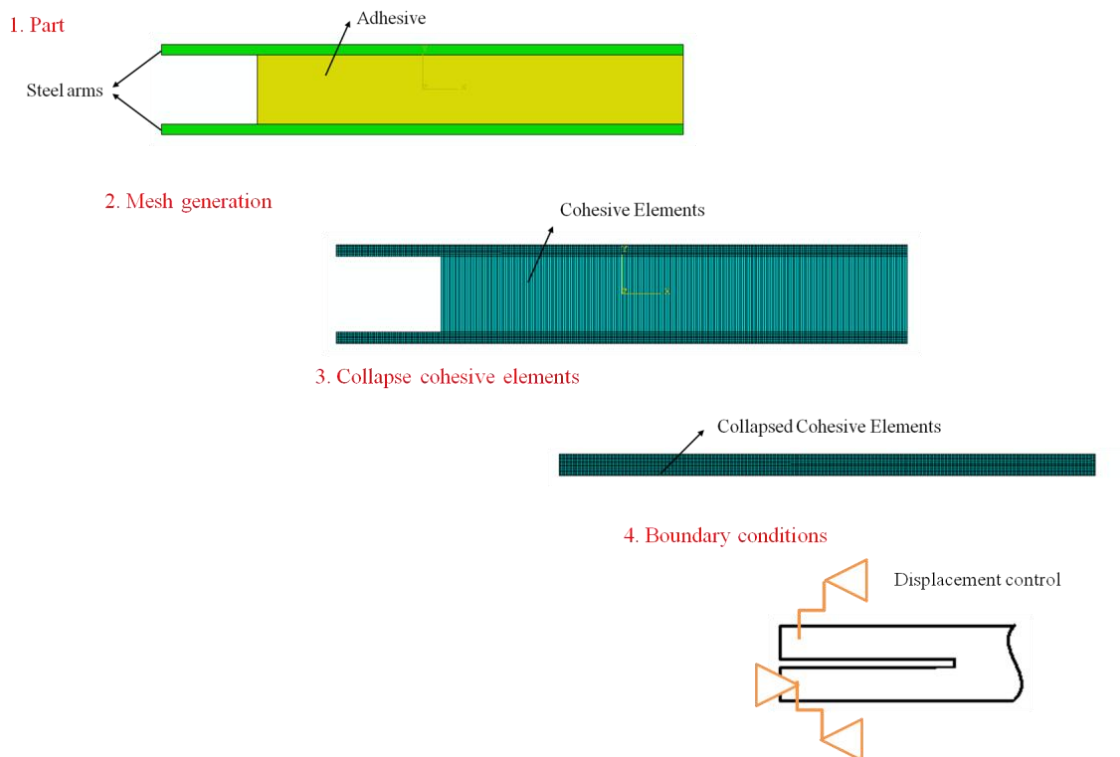 1. Part
Adhesive
Steel arms
2. Mesh generation
Cohesive Elements
3. Collapse cohesive elements
Collapsed Cohesive Elements
4. Boundary conditions
Displacement control